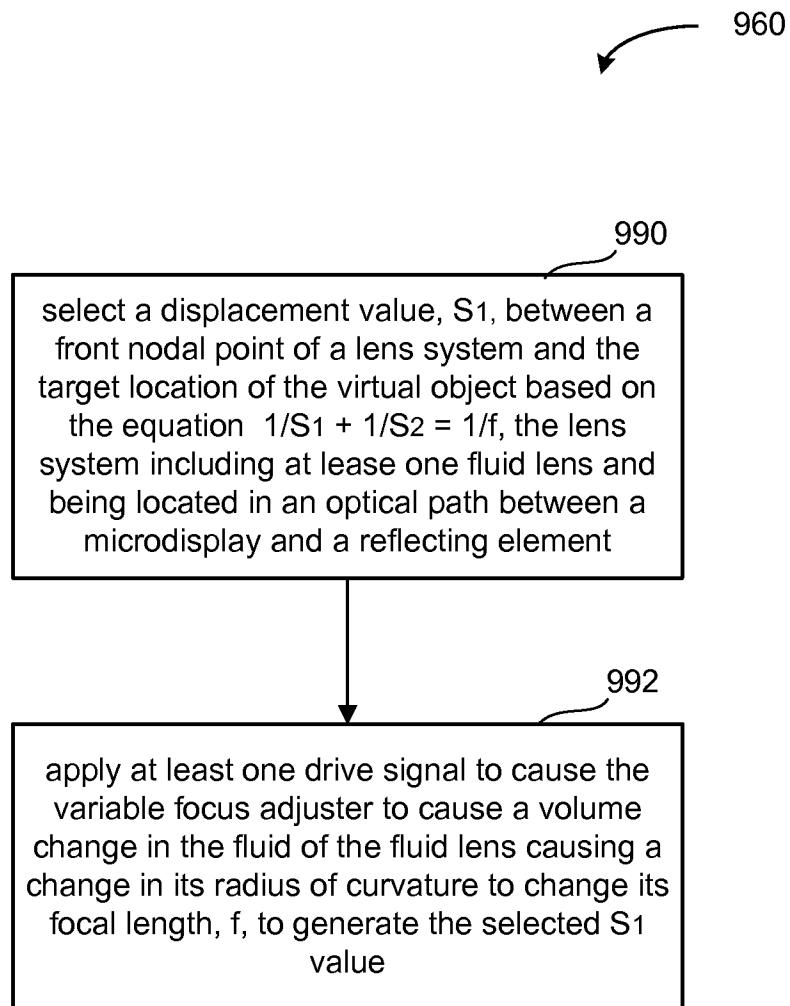 960
990
select a displacement value, S1, between a
front nodal point of a lens system and the
target location of the virtual object based on
the equation 1/S1 + 1/S2 = 1/f, the lens
system including at lease one fluid lens and
being located in an optical path between a
microdisplay and a reflecting element
992
apply at least one drive signal to cause the
variable focus adjuster to cause a volume
change in the fluid of the fluid lens causing a
change in its radius of curvature to change its
focal length, f, to generate the selected S1
value